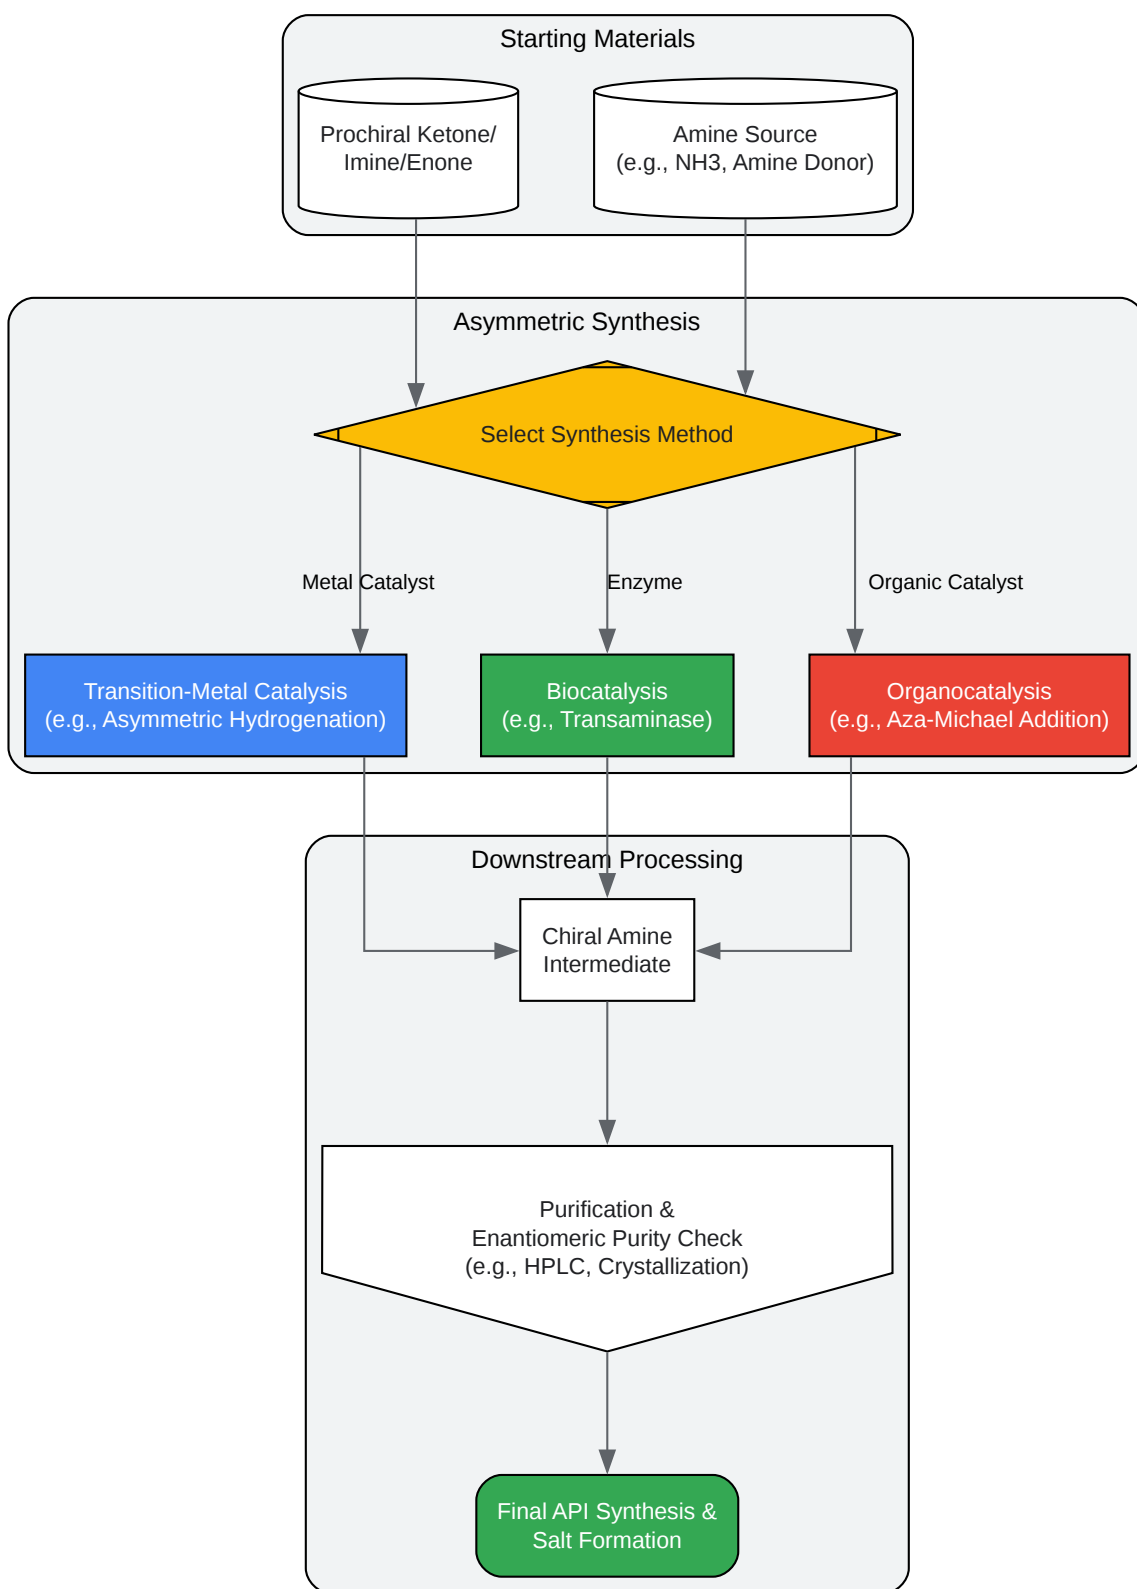 Starting Materials
Prochiral Ketone/
Imine/Enone
Amine Source
(e.g., NH3, Amine Donor)
Asymmetric Synthesis
Select Synthesis Method
Metal Catalyst
Enzyme
Organic Catalyst
Transition-Metal Catalysis
(e.g., Asymmetric Hydrogenation)
Biocatalysis
(e.g., Transaminase)
Organocatalysis
(e.g., Aza-Michael Addition)
Downstream Processing
Chiral Amine
Intermediate
Purification &
Enantiomeric Purity Check
(e.g., HPLC, Crystallization)
Final API Synthesis &
Salt Formation